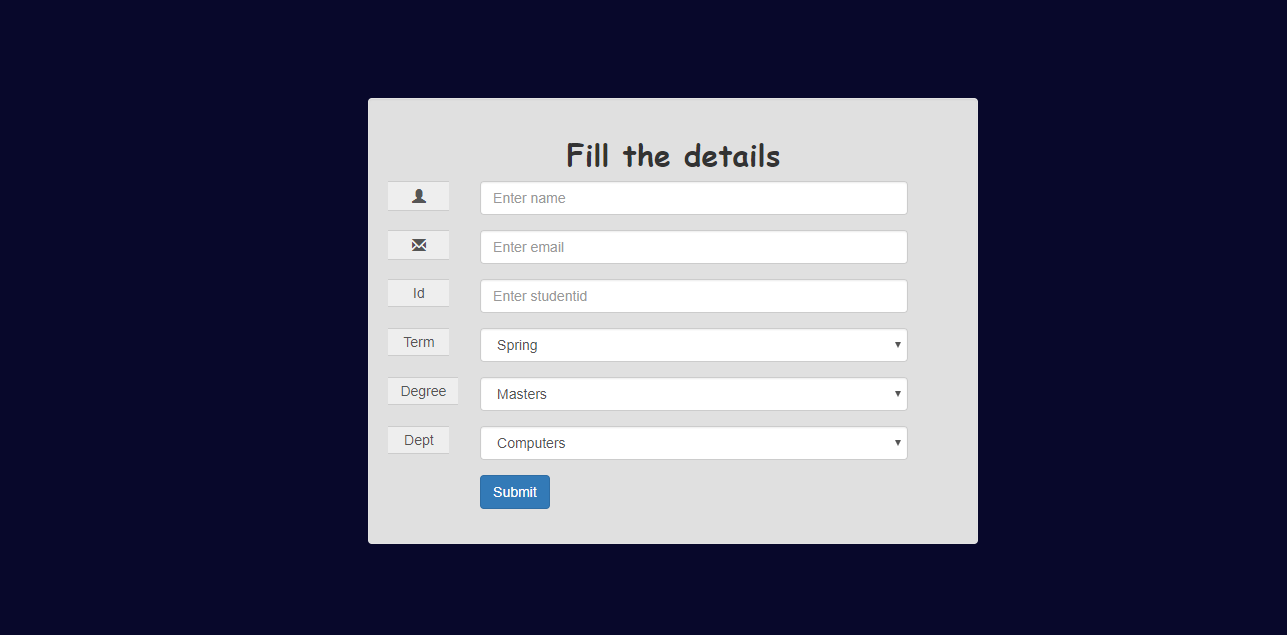 Fill the details
Enter name
Enter email
Id Enter studentid
Term Spring
Degree Masters
Dept Computers
Submit